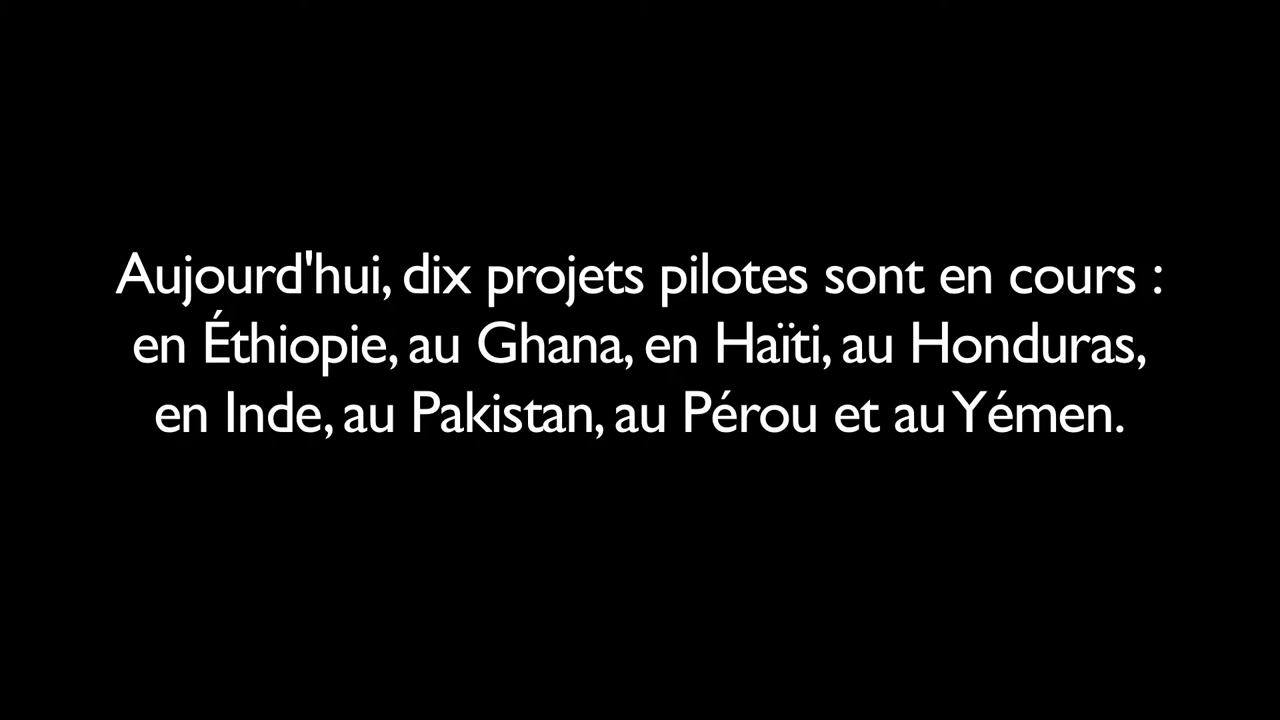 Aujourd'hui, dix projets pilotes sont en cours :
en Éthiopie, au Ghana, en Haïti, au Honduras,
en Inde, au Pakistan, au Pérou et au Yémen.